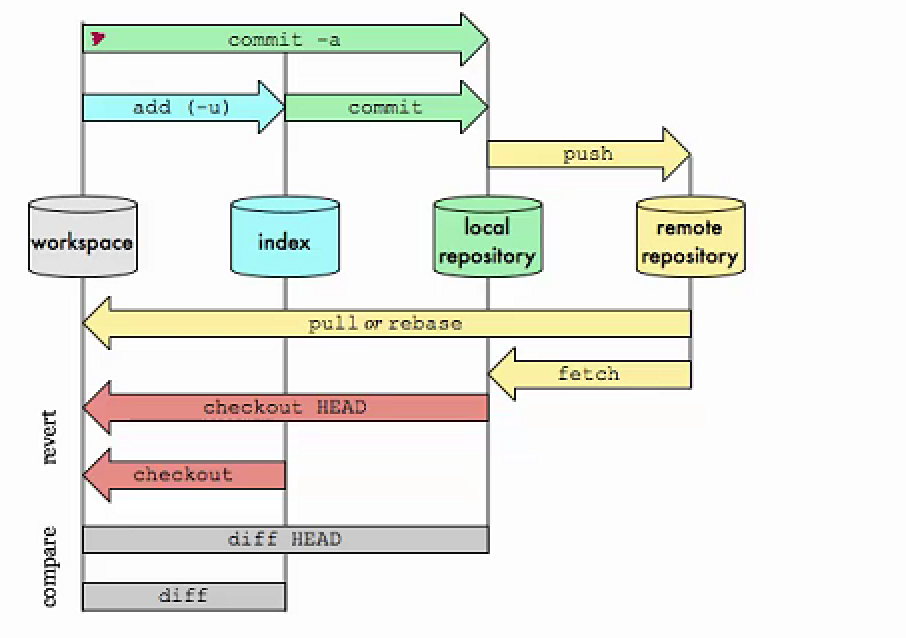 commit -a
add (-u)
commit
push
workspace
index
local
repository
remote
repository
pull or rebase
fetch
revert
checkout HEAD
checkout
compare
diff HEAD
diff